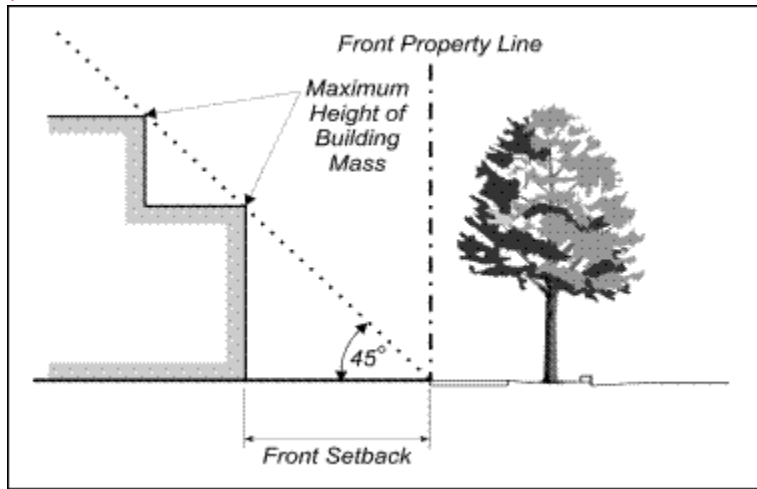 Front Property Line
Maximum
Height of
Building
Mass
45°
Front Setback